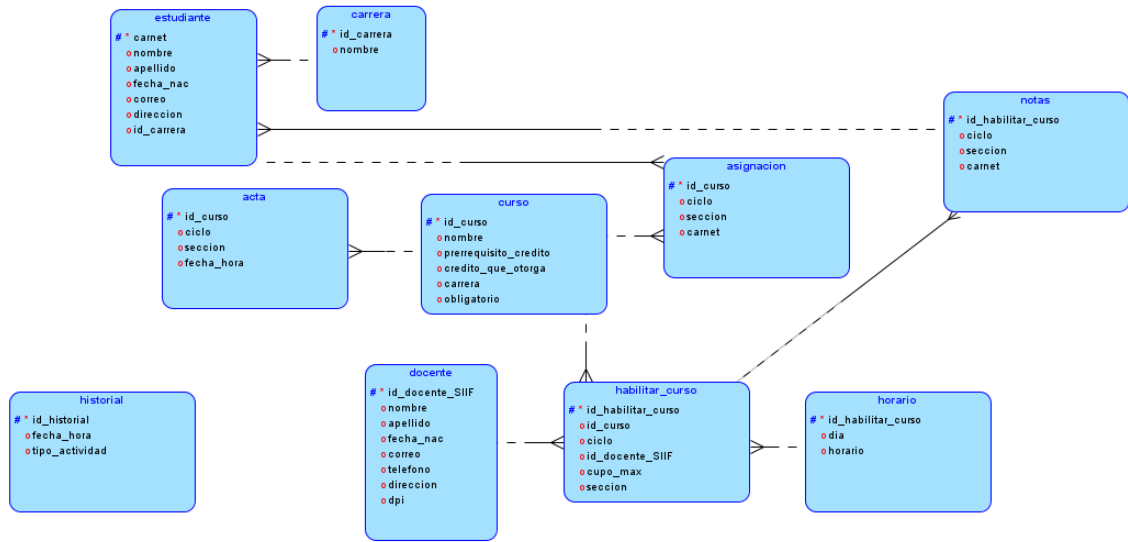 estudiante
# * carnet
o nombre
o apellido
o fecha_nac
o correo
o direccion
o id_carrera
carrera
# * id_carrera
o nombre
notas
# * id_habilitar_curso
o ciclo
o seccion
o carnet
asignacion
# * id_curso
o ciclo
o seccion
o carnet
acta
# * id_curso
o ciclo
o seccion
o fecha_hora
curso
# * id_curso
o nombre
o prerrequisito_credito
o credito_que_otorga
o carrera
o obligatorio
historial
# * id_historial
o fecha_hora
o tipo_actividad
docente
# * id_docente_SIIF
o nombre
o apellido
o fecha_nac
o correo
o telefono
o direccion
o dpi
habilitar_curso
# * id_habilitar_curso
o id_curso
o ciclo
o id_docente_SIIF
o cupo_max
o seccion
horario
# * id_habilitar_curso
o dia
o horario